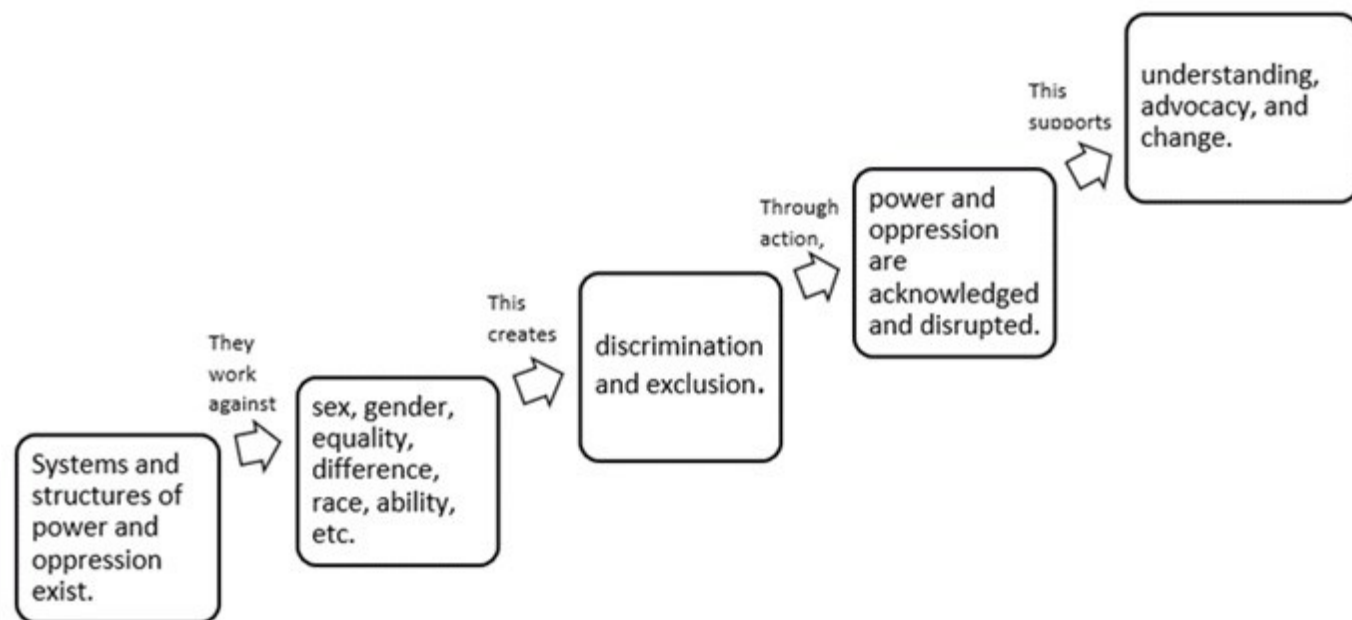 Systems and
structures of
power and
oppression
exist.
They
work
against
sex, gender,
equality,
difference,
race, ability,
etc.
This
creates
discrimination
and exclusion.
Through
action,
power and
oppression
are
acknowledged
and disrupted.
This
supports
understanding,
advocacy, and
change.